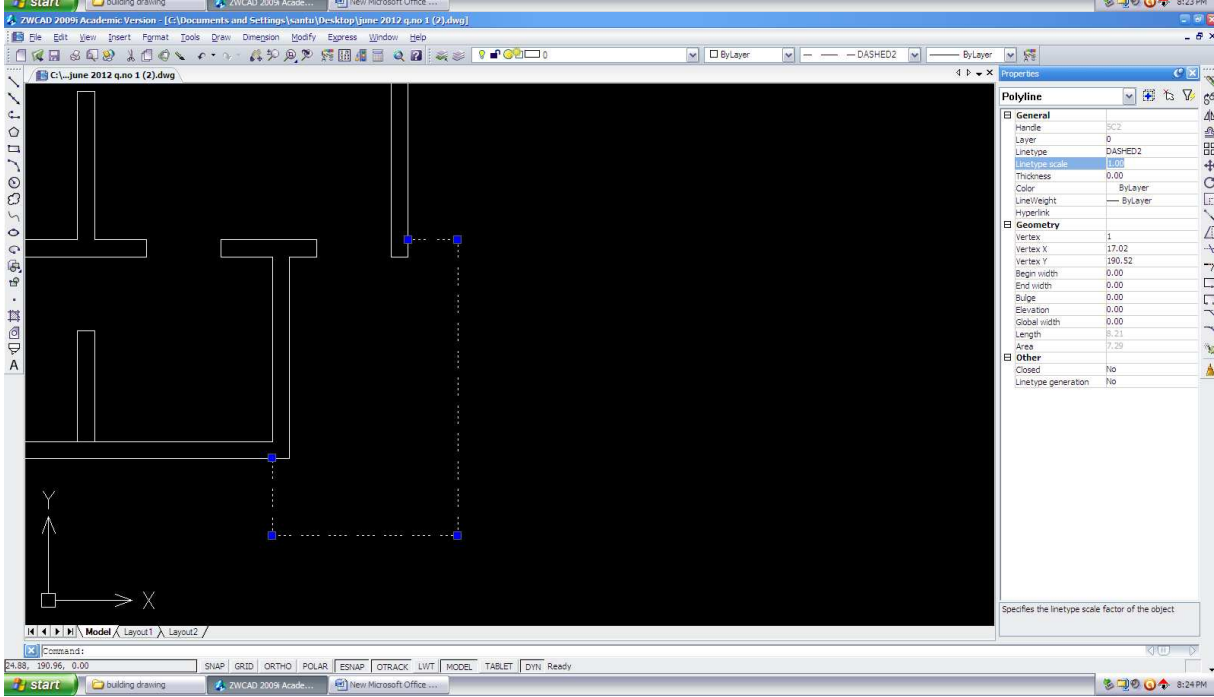 start building drawing ZWCAD 2009i Acade... New Microsoft Office ... 8:23 PM
ZWCAD 2009i Academic Version - [C:\Documents and Settings\santu\Desktop\june 2012 q.no 1 (2).dwg]
File Edit View Insert Format Tools Draw Dimension Modify Express Window Help
0 ByLayer DASHED2 ByLayer
C:\...june 2012 q.no 1 (2).dwg
Properties
Polyline
General
Handle 5C2
Layer 0
Linetype DASHED2
Linetype scale 1.00
Thickness 0.00
Color ByLayer
LineWeight ByLayer
Hyperlink
Geometry
Vertex 1
Vertex X 17.02
Vertex Y 190.52
Begin width 0.00
End width 0.00
Bulge 0.00
Elevation 0.00
Global width 0.00
Length 8.21
Area 7.29
Other
Closed No
Linetype generation No
A
Y
X
Specifies the linetype scale factor of the object
Model Layout1 Layout2
Command:
24.88, 190.96, 0.00 SNAP GRID ORTHO POLAR ESNAP OTRACK LWT MODEL TABLET DYN Ready
start building drawing ZWCAD 2009i Acade... New Microsoft Office ... 8:24 PM